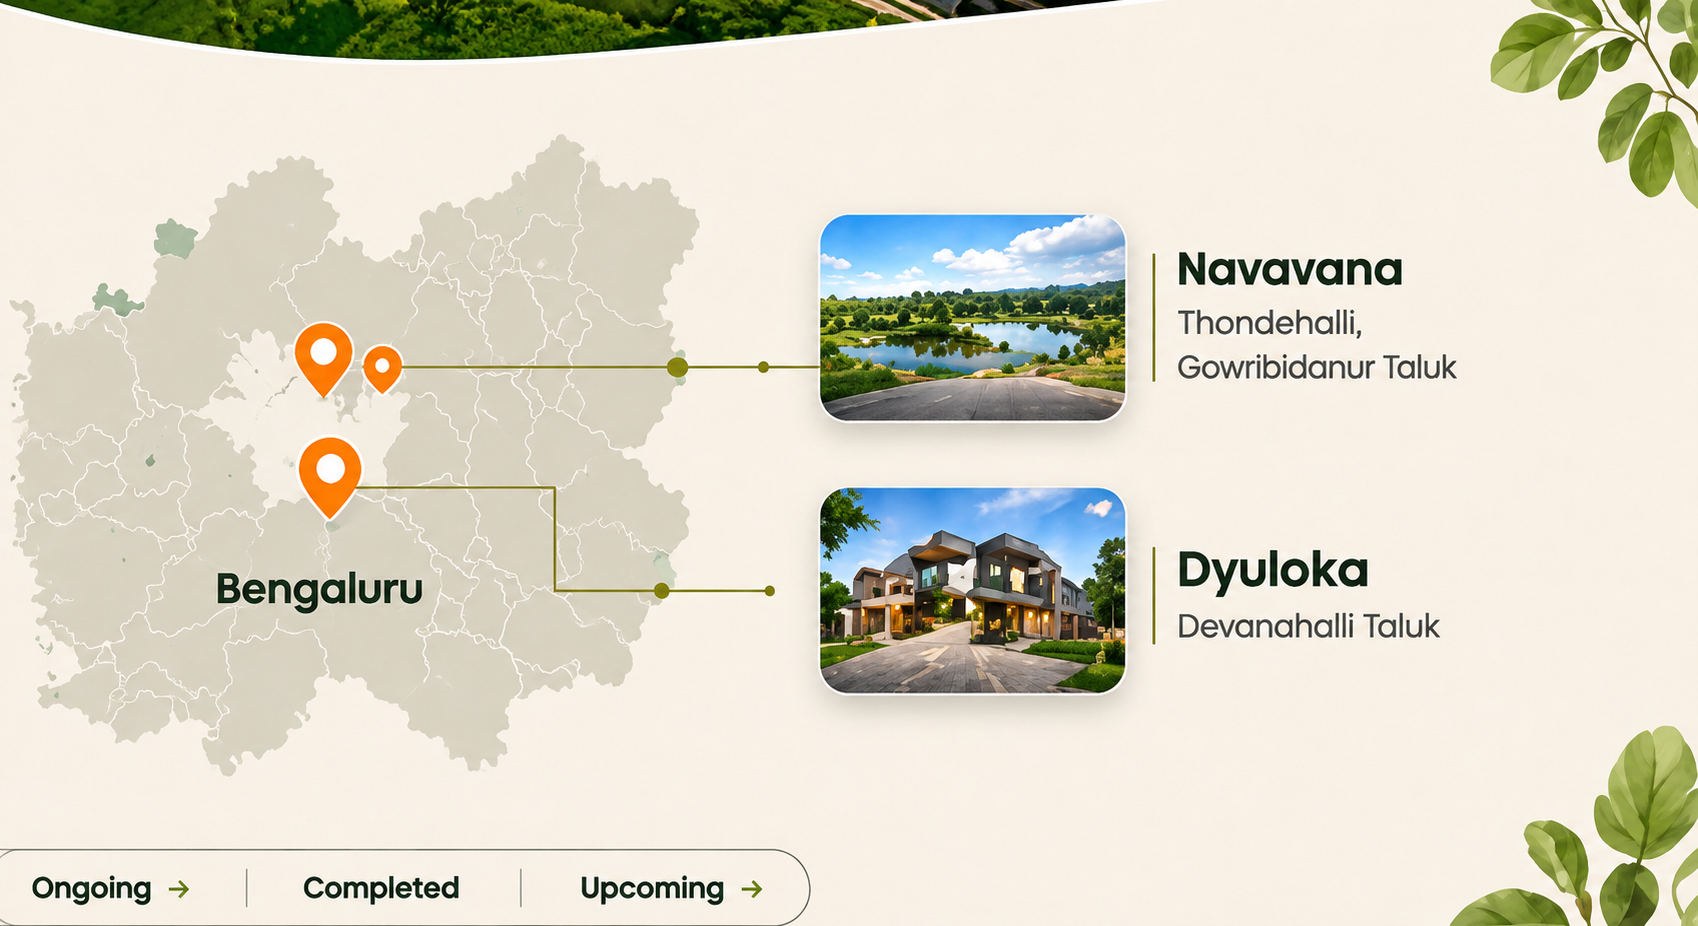 Navavana
Thondehalli,
Gowribidanur Taluk
Bengaluru
Dyuloka
Devanahalli Taluk
Ongoing →
Completed
Upcoming →